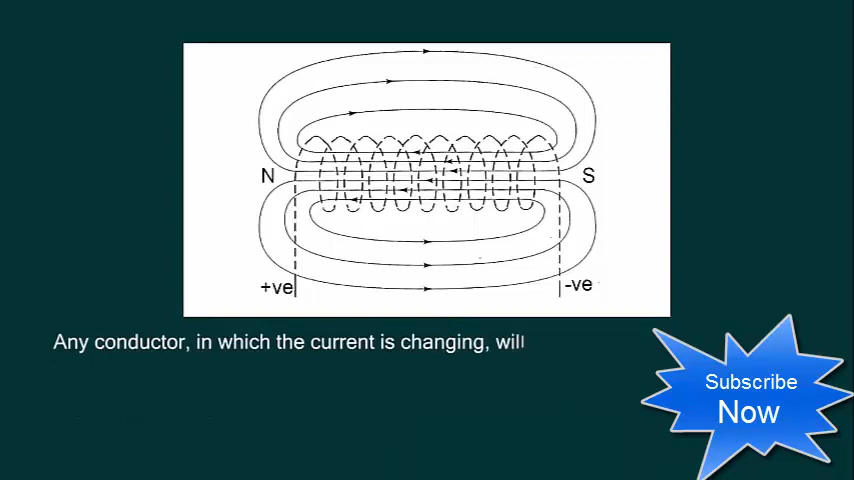 N
S
+ve
-ve
Any conductor, in which the current is changing, will
Subscribe
Now